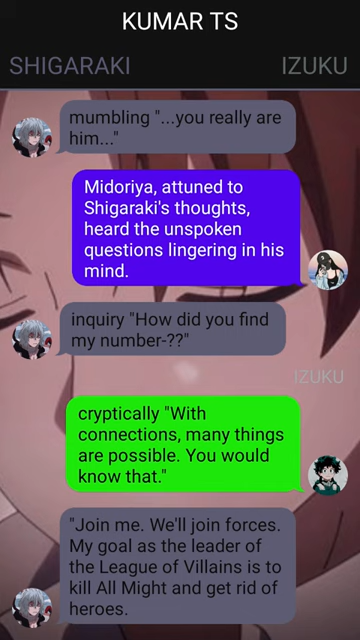 KUMAR TS
SHIGARAKI
IZUKU
mumbling "...you really are
him..."
Midoriya, attuned to
Shigaraki's thoughts,
heard the unspoken
questions lingering in his
mind.
inquiry "How did you find
my number-??"
IZUKU
cryptically "With
connections, many things
are possible. You would
know that."
"Join me. We'll join forces.
My goal as the leader of
the League of Villains is to
kill All Might and get rid of
heroes.